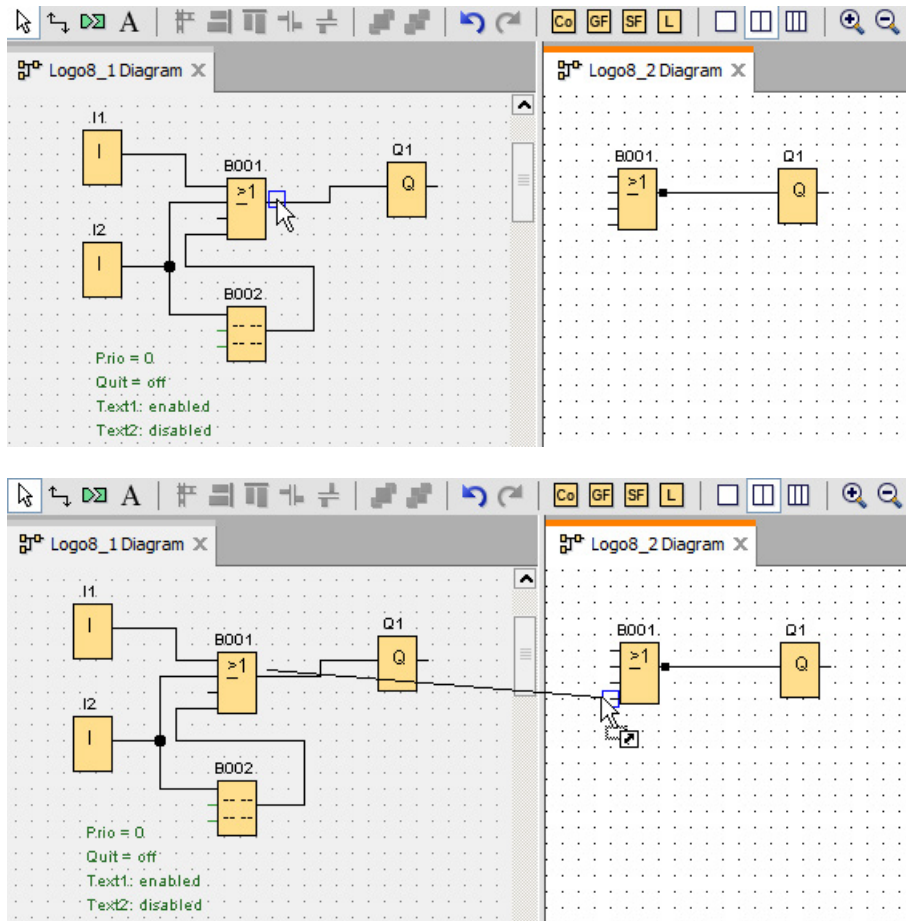 A Co GF SF L
Logo8_1 Diagram
Logo8_2 Diagram
I1
I
B001
≥1
Q1
Q
I2
I
B002
Prio = 0
Quit = off
Text1: enabled
Text2: disabled
B001
≥1
Q1
Q
A Co GF SF L
Logo8_1 Diagram
Logo8_2 Diagram
I1
I
B001
≥1
Q1
Q
I2
I
B002
Prio = 0
Quit = off
Text1: enabled
Text2: disabled
B001
≥1
Q1
Q